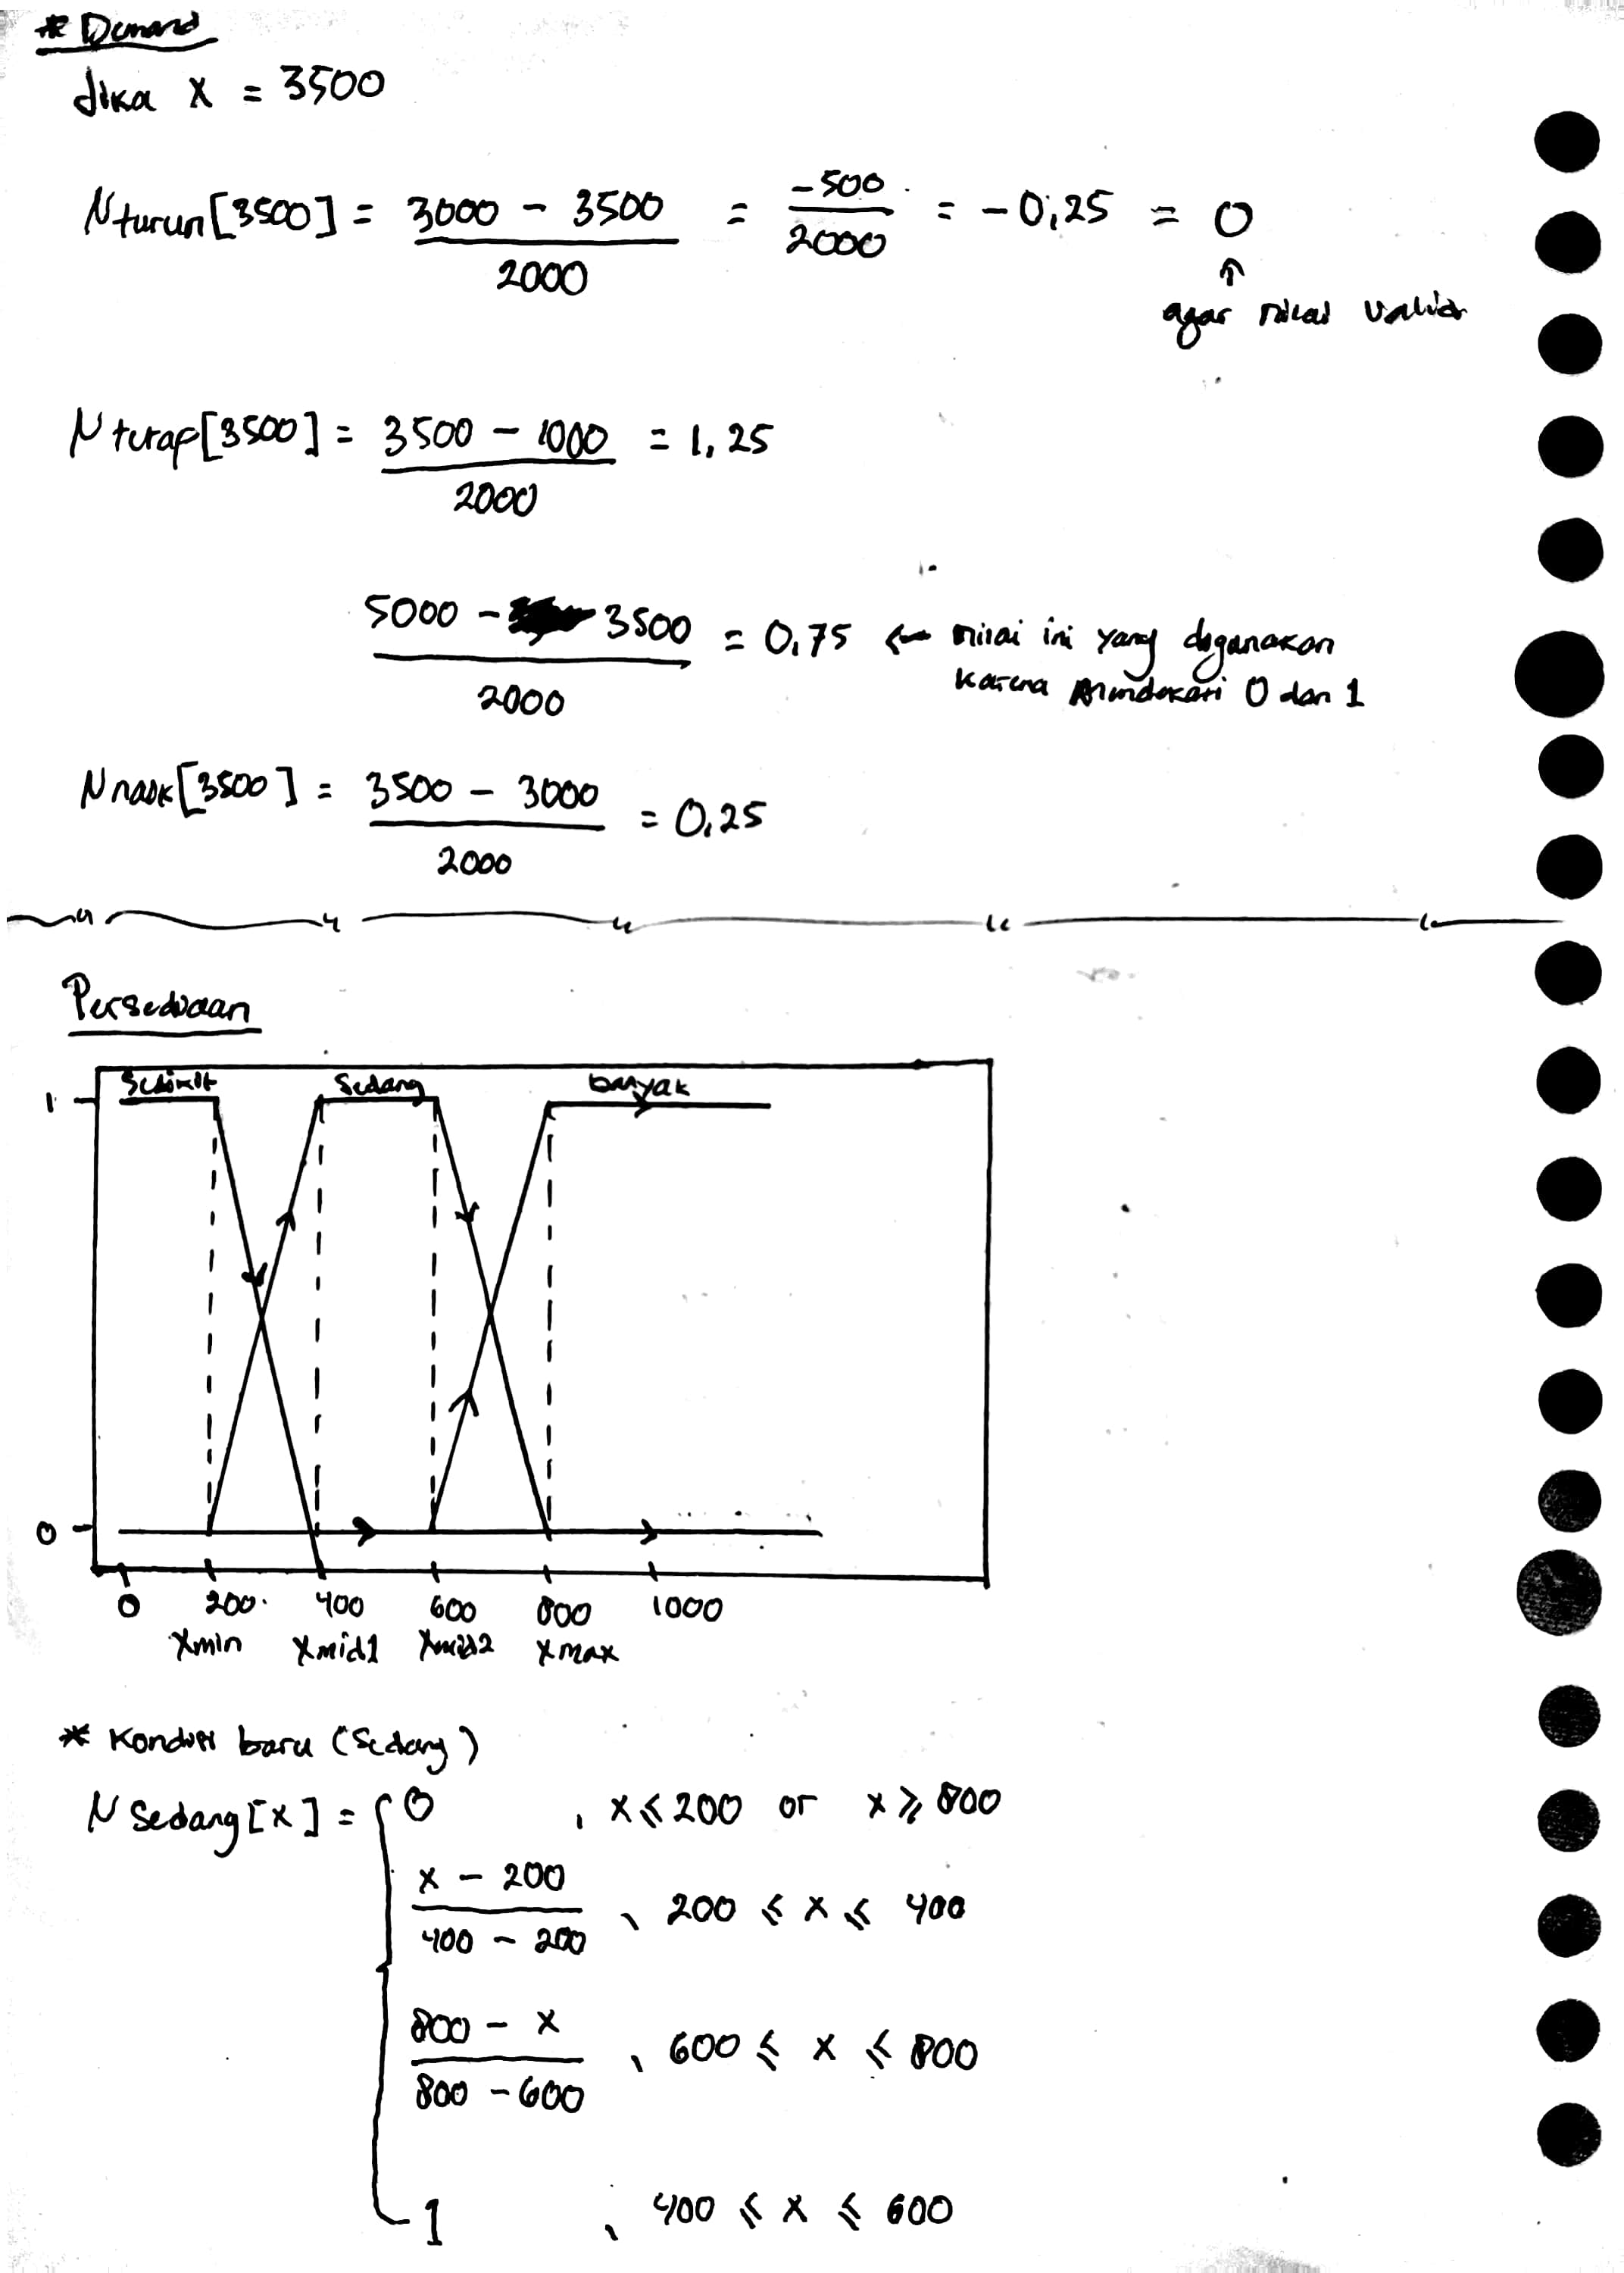 * Demand
Jika X = 3500
μturun[3500] = 3000 - 3500 / 2000 = -500 / 2000 = -0,25 = 0
↑
agar nilai valid
μtetap[3500] = 3500 - 1000 / 2000 = 1,25
5000 - 3500 / 2000 = 0,75 ← nilai ini yang digunakan
karena mendekati 0 dan 1
μnaik[3500] = 3500 - 3000 / 2000 = 0,25
Persediaan
Sedikit Sedang banyak
1
0
0 200 400 600 800 1000
Xmin Xmid1 Xmid2 Xmax
* Kondisi baru (Sedang)
μ Sedang[x] = { 0 , x ≤ 200 or x ≥ 800
x - 200 / 400 - 200 , 200 ≤ x ≤ 400
800 - x / 800 - 600 , 600 ≤ x ≤ 800
1 , 400 ≤ x ≤ 600